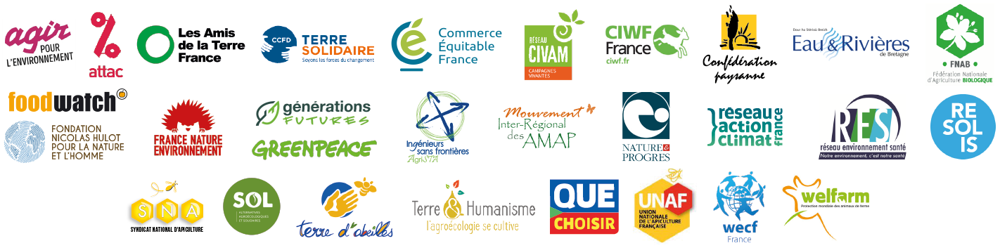 agir
POUR
L'ENVIRONNEMENT
%
attac
Les Amis
de la Terre
France
CCFD
TERRE
SOLIDAIRE
Soyons les forces du changement
é
Commerce
Équitable
France
RÉSEAU
CIVAM
CAMPAGNES
VIVANTES
CIWF
France
ciwf.fr
Confédération
paysanne
Dour ha Stêrioù Breizh
Eau & Rivières
de Bretagne
• FNAB •
Fédération Nationale
d'Agriculture BIOLOGIQUE
foodwatch
FONDATION
NICOLAS HULOT
POUR LA NATURE
ET L'HOMME
FRANCE NATURE
ENVIRONNEMENT
générations
FUTURES
GREENPEACE
Ingénieurs
sans frontières
AgriSTA
Mouvement
Inter-Régional
des AMAP
NATURE &
PROGRES
réseau
action
climat
france
RES
réseau environnement santé
Notre environnement, c'est notre santé
RE
SOL
IS
SNA
SYNDICAT NATIONAL D'APICULTURE
SOL
ALTERNATIVES
AGROÉCOLOGIQUES
ET SOLIDAIRES
terre d'abeilles
Terre & Humanisme
l'agroécologie se cultive
QUE
CHOISIR
UNAF
UNION
NATIONALE
DE L'APICULTURE
FRANÇAISE
wecf
France
welfarm
Protection mondiale des animaux de ferme